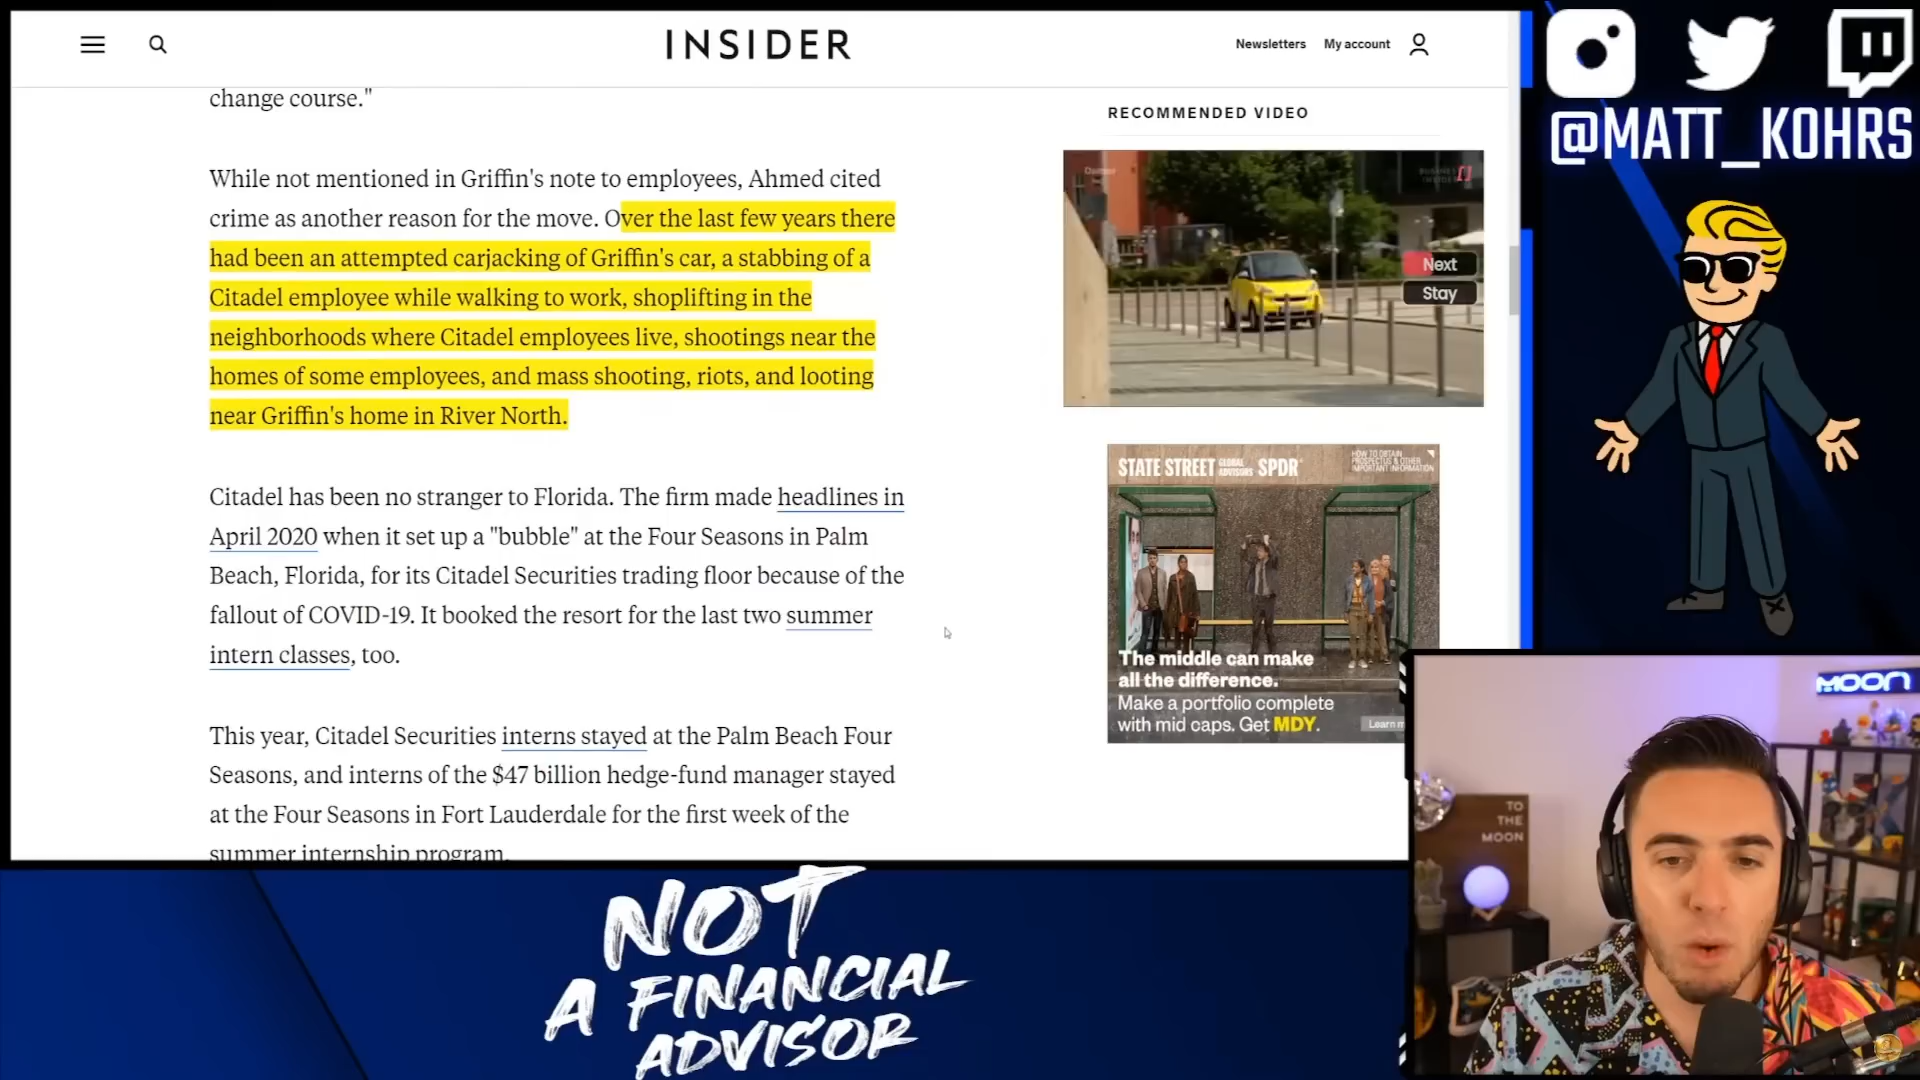 INSIDER
Newsletters
My account
change course."
While not mentioned in Griffin's note to employees, Ahmed cited
crime as another reason for the move. Over the last few years there
had been an attempted carjacking of Griffin's car, a stabbing of a
Citadel employee while walking to work, shoplifting in the
neighborhoods where Citadel employees live, shootings near the
homes of some employees, and mass shooting, riots, and looting
near Griffin's home in River North.
Citadel has been no stranger to Florida. The firm made headlines in
April 2020 when it set up a "bubble" at the Four Seasons in Palm
Beach, Florida, for its Citadel Securities trading floor because of the
fallout of COVID-19. It booked the resort for the last two summer
intern classes, too.
This year, Citadel Securities interns stayed at the Palm Beach Four
Seasons, and interns of the $47 billion hedge-fund manager stayed
at the Four Seasons in Fort Lauderdale for the first week of the
summer internship program.
RECOMMENDED VIDEO
Next
Stay
STATE STREET GLOBAL ADVISORS SPDR
HOW TO OBTAIN
PROSPECTUS & OTHER
IMPORTANT INFORMATION
The middle can make
all the difference.
Make a portfolio complete
with mid caps. Get MDY.
Learn
@MATT_KOHRS
MOON
TO
THE
MOON
NOT
A FINANCIAL
ADVISOR